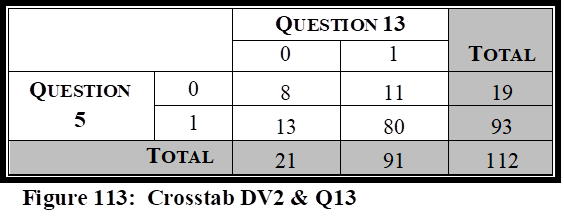 QUESTION 13
0 1 TOTAL
QUESTION 5 0 8 11 19
1 13 80 93
TOTAL 21 91 112
Figure 113: Crosstab DV2 & Q13